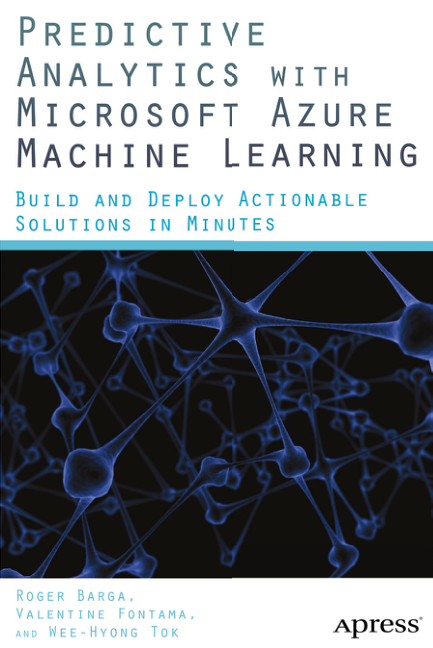 Predictive
Analytics with
Microsoft Azure
Machine Learning
Build and Deploy Actionable
Solutions in Minutes
Roger Barga,
Valentine Fontama,
and Wee-Hyong Tok
Apress®